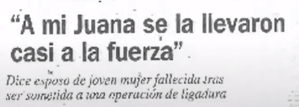 “A mi Juana se la llevaron
casi a la fuerza”
Dice esposo de joven mujer fallecida tras
ser sometida a una operación de ligadura